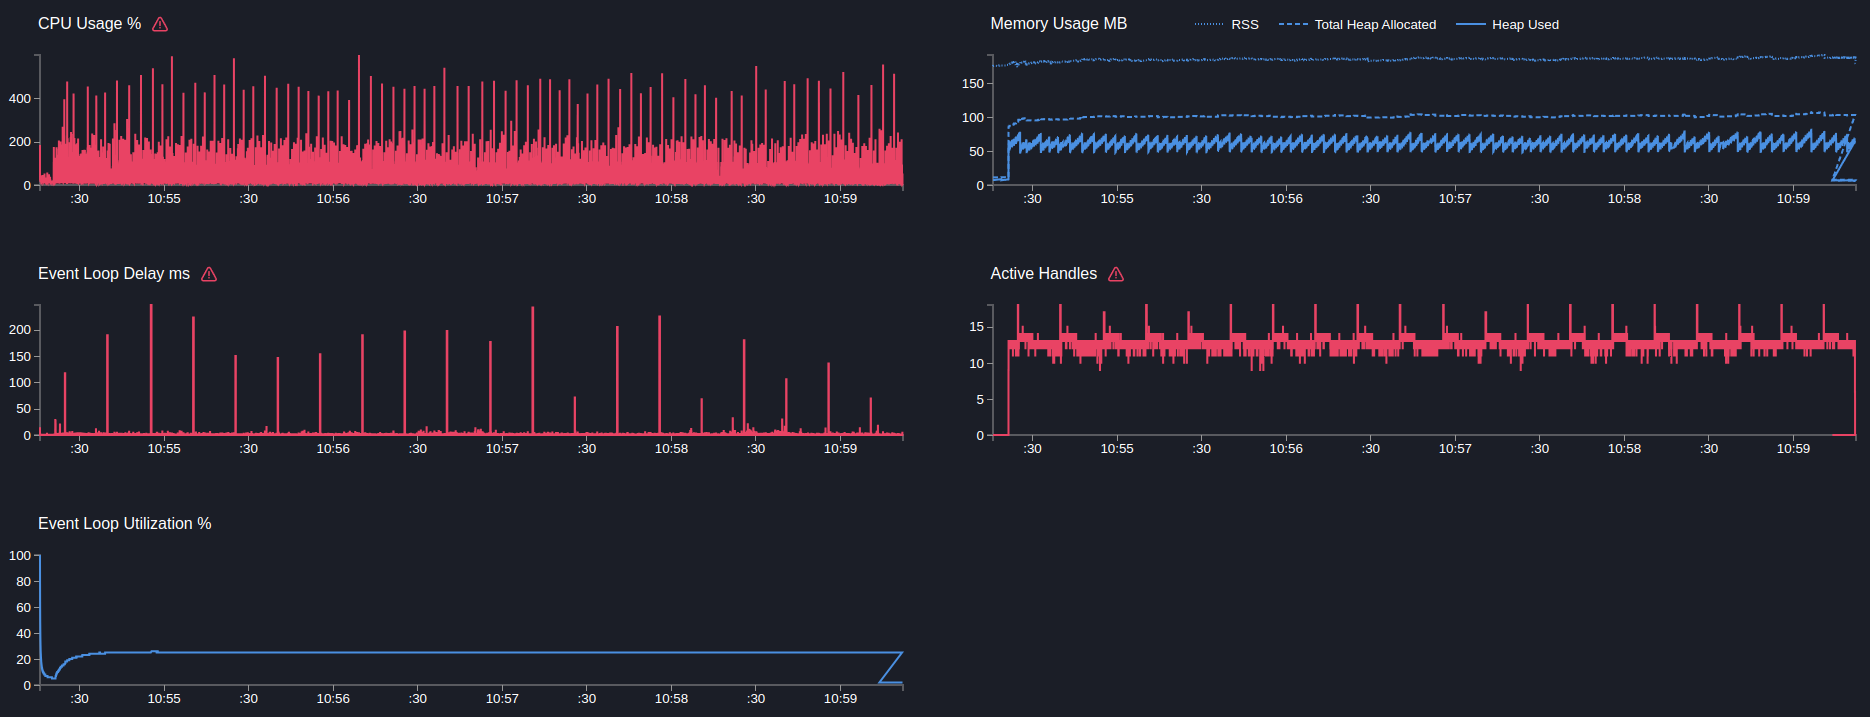 CPU Usage %
400
200
0
:30 10:55 :30 10:56 :30 10:57 :30 10:58 :30 10:59
Memory Usage MB RSS Total Heap Allocated Heap Used
150
100
50
0
:30 10:55 :30 10:56 :30 10:57 :30 10:58 :30 10:59
Event Loop Delay ms
200
150
100
50
0
:30 10:55 :30 10:56 :30 10:57 :30 10:58 :30 10:59
Active Handles
15
10
5
0
:30 10:55 :30 10:56 :30 10:57 :30 10:58 :30 10:59
Event Loop Utilization %
100
80
60
40
20
0
:30 10:55 :30 10:56 :30 10:57 :30 10:58 :30 10:59